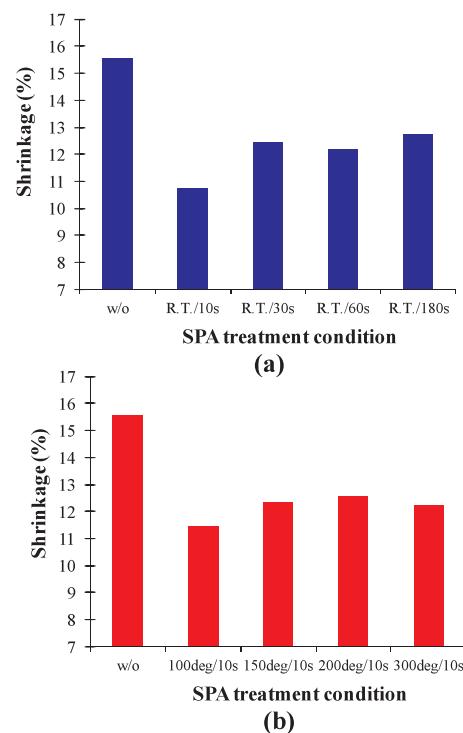 17
16
15
14
13
12
11
10
9
8
7
Shrinkage (%)
w/o R.T./10s R.T./30s R.T./60s R.T./180s
SPA treatment condition
(a)
17
16
15
14
13
12
11
10
9
8
7
Shrinkage (%)
w/o 100deg/10s 150deg/10s 200deg/10s 300deg/10s
SPA treatment condition
(b)